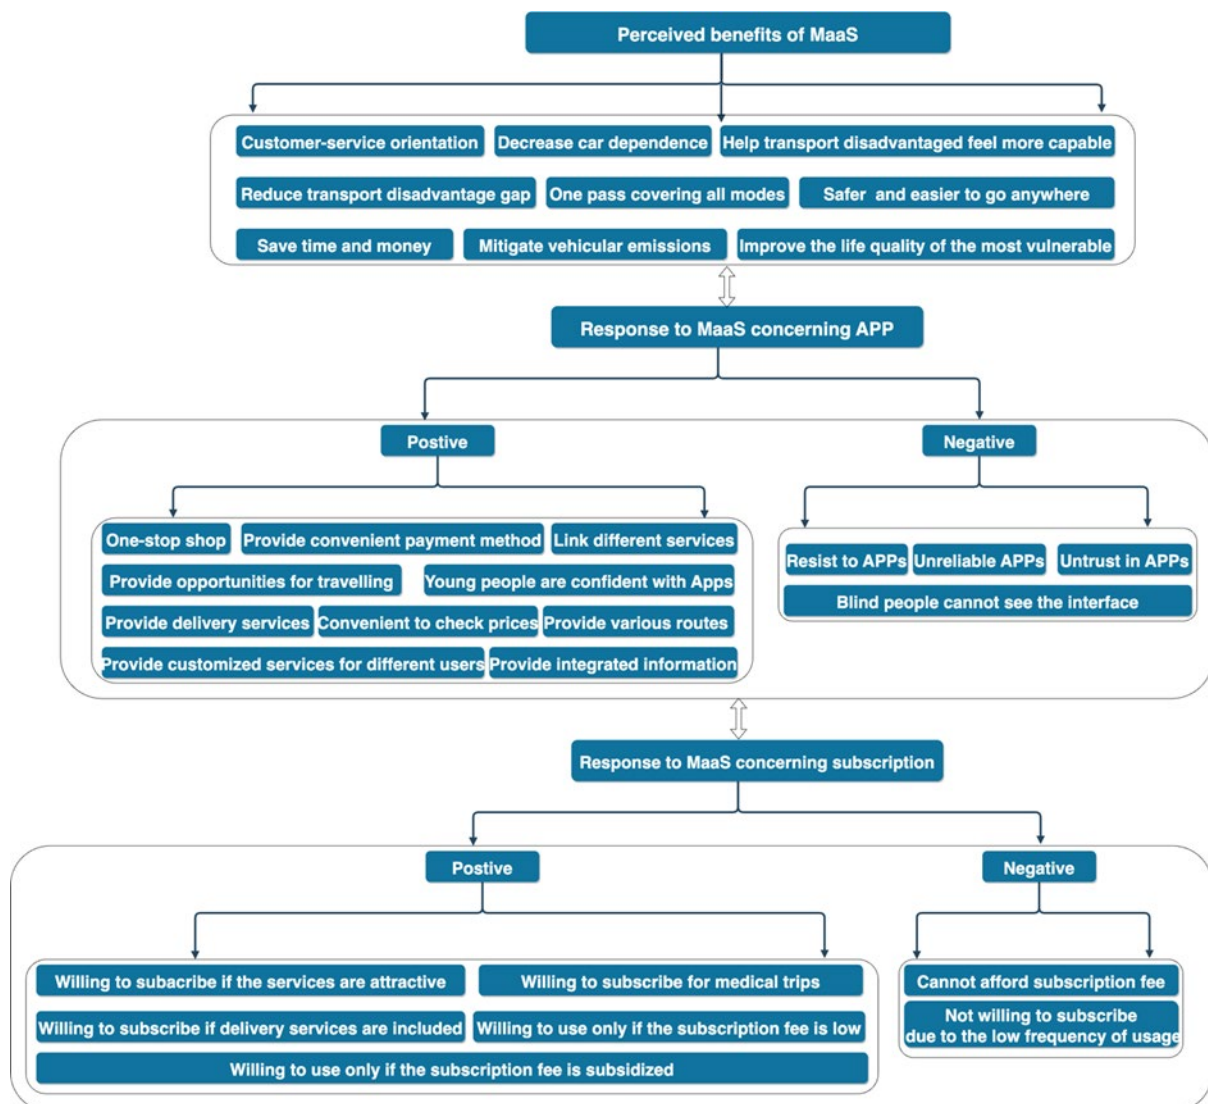 Perceived benefits of MaaS
Customer-service orientation
Decrease car dependence
Help transport disadvantaged feel more capable
Reduce transport disadvantage gap
One pass covering all modes
Safer and easier to go anywhere
Save time and money
Mitigate vehicular emissions
Improve the life quality of the most vulnerable
Response to MaaS concerning APP
Postive
Negative
One-stop shop
Provide convenient payment method
Link different services
Provide opportunities for travelling
Young people are confident with Apps
Provide delivery services
Convenient to check prices
Provide various routes
Provide customized services for different users
Provide integrated information
Resist to APPs
Unreliable APPs
Untrust in APPs
Blind people cannot see the interface
Response to MaaS concerning subscription
Postive
Negative
Willing to subacribe if the services are attractive
Willing to subscribe for medical trips
Willing to subscribe if delivery services are included
Willing to use only if the subscription fee is low
Willing to use only if the subscription fee is subsidized
Cannot afford subscription fee
Not willing to subscribe
due to the low frequency of usage